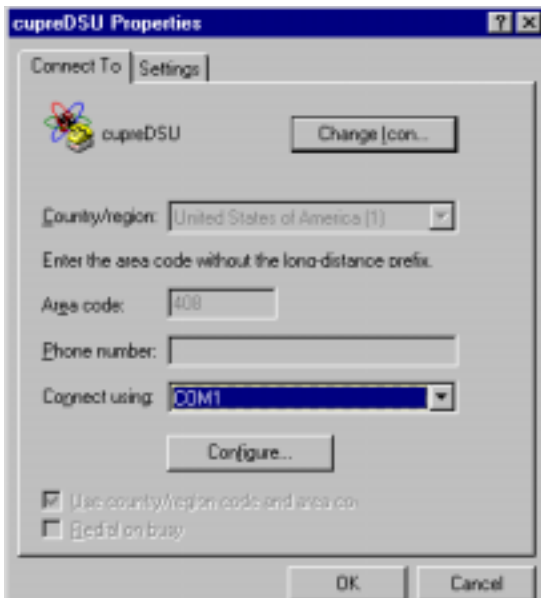 cupreDSU Properties
Connect To Settings
cupreDSU Change Icon...
Country/region: United States of America (1)
Enter the area code without the long-distance prefix.
Area code: 408
Phone number:
Connect using: COM1
Configure...
Use country/region code and area co
Redial on busy
OK Cancel